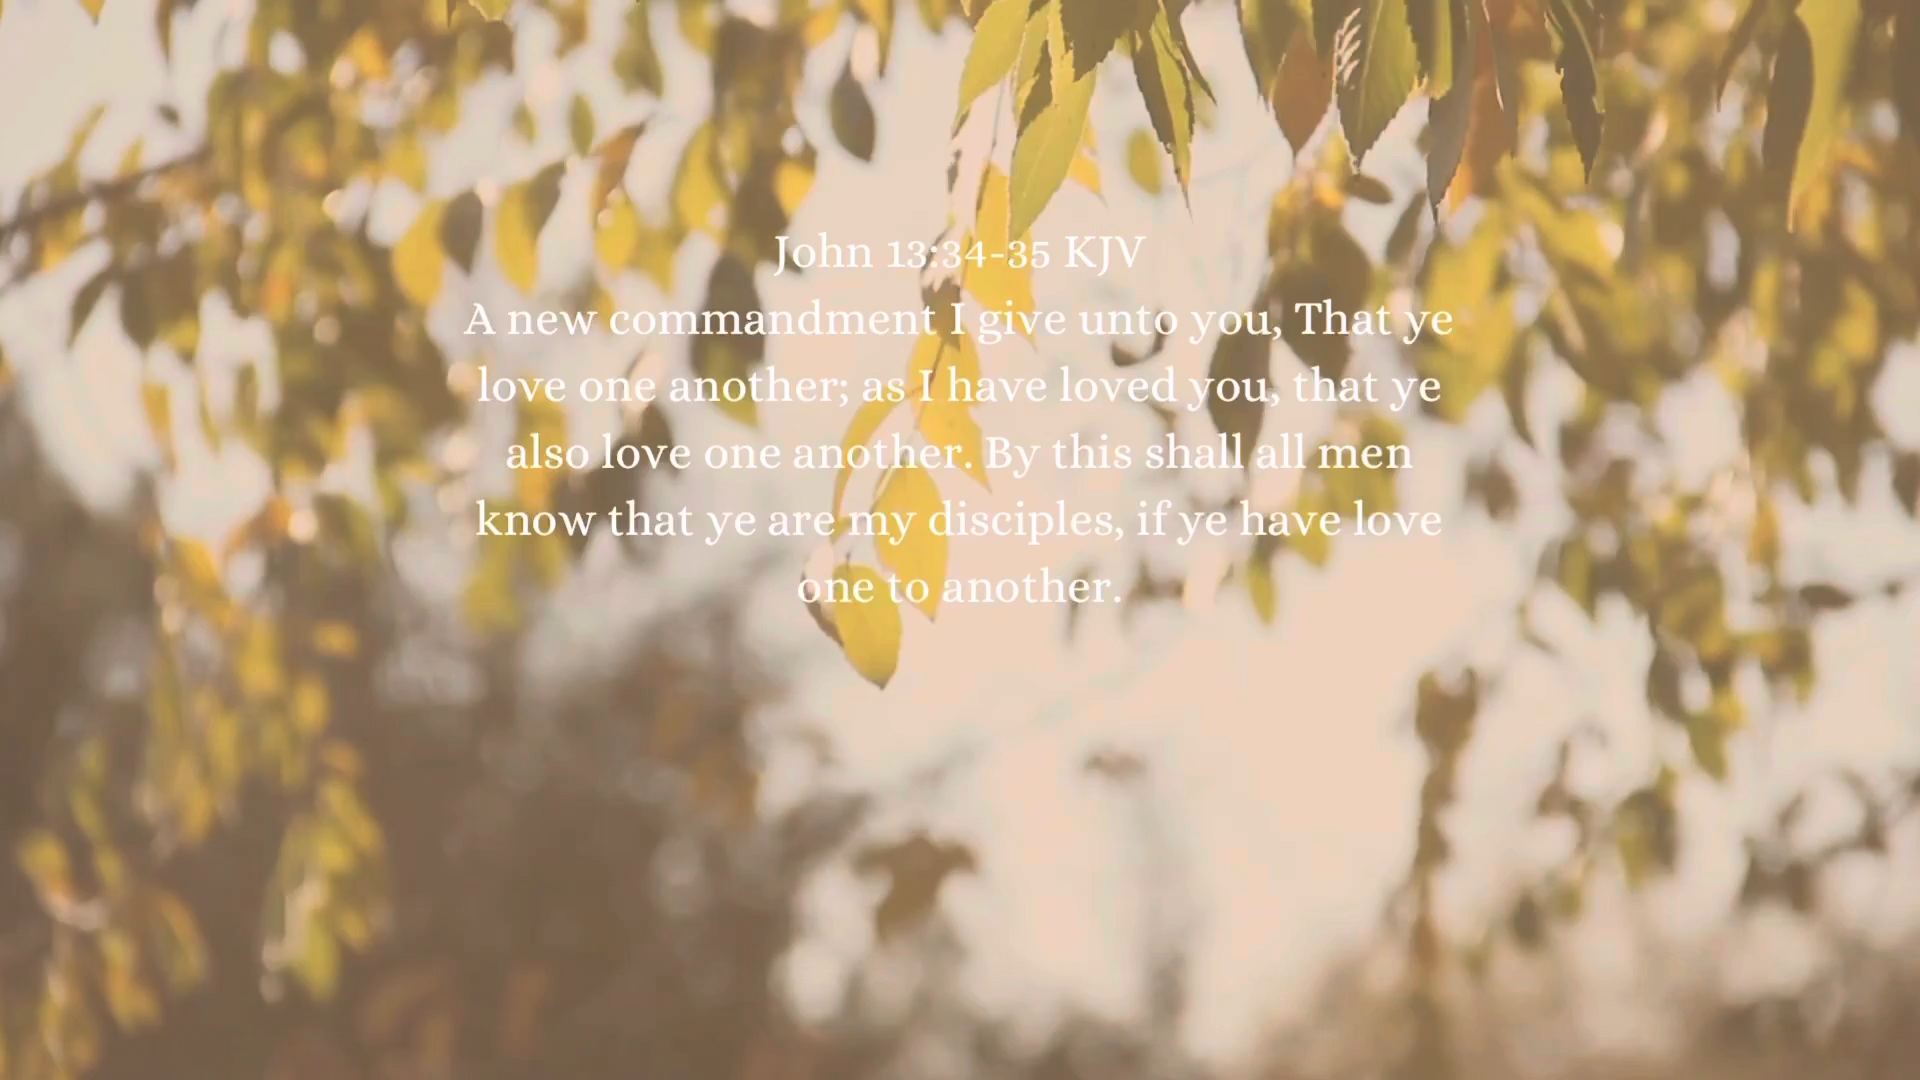 John 13:34-35 KJV
A new commandment I give unto you, That ye
love one another; as I have loved you, that ye
also love one another. By this shall all men
know that ye are my disciples, if ye have love
one to another.